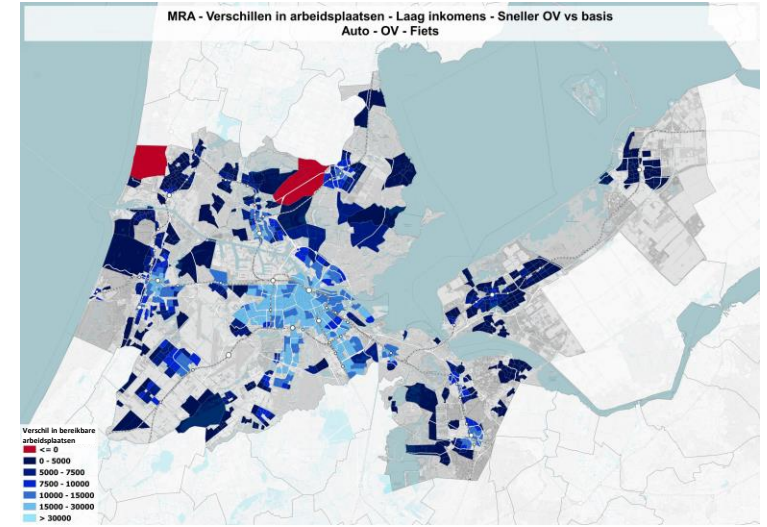 MRA - Verschillen in arbeidsplaatsen - Laag inkomens - Sneller OV vs basis
Auto - OV - Fiets
Verschil in bereikbare
arbeidsplaatsen
<= 0
0 - 5000
5000 - 7500
7500 - 10000
10000 - 15000
15000 - 30000
> 30000